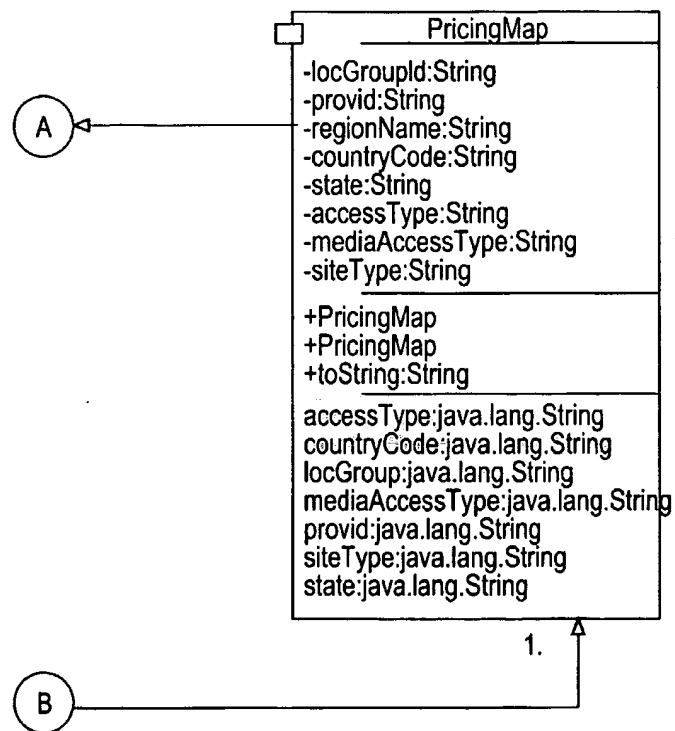 PricingMap
-locGroupId:String
-provid:String
A
-regionName:String
-countryCode:String
-state:String
-accessType:String
-mediaAccessType:String
-siteType:String
+PricingMap
+PricingMap
+toString:String
accessType:java.lang.String
countryCode:java.lang.String
locGroup:java.lang.String
mediaAccessType:java.lang.String
provid:java.lang.String
siteType:java.lang.String
state:java.lang.String
1.
B